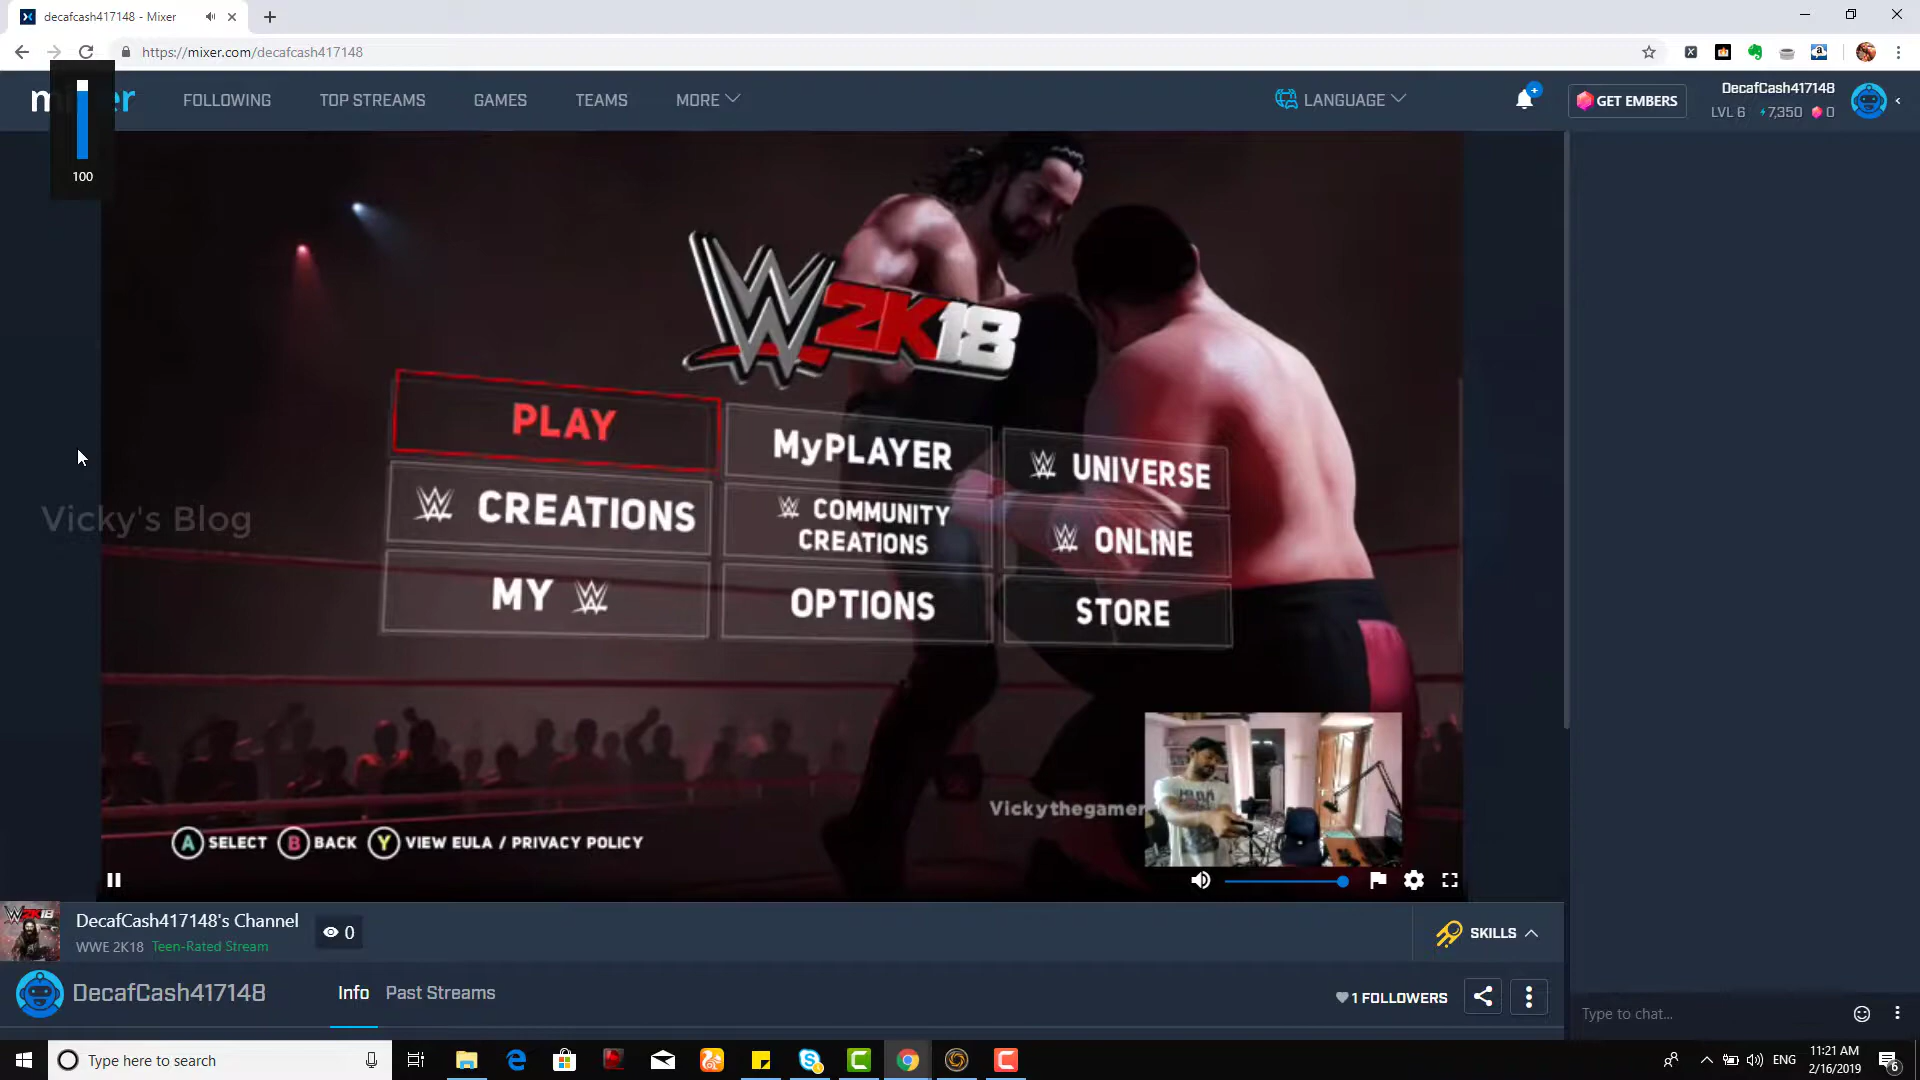 decafcash417148 - Mixer
https://mixer.com/decafcash417148
FOLLOWING
TOP STREAMS
GAMES
TEAMS
MORE
LANGUAGE
GET EMBERS
DecafCash417148
LVL 6 7,350 0
100
W 2K18
PLAY
MyPLAYER
UNIVERSE
CREATIONS
COMMUNITY
CREATIONS
ONLINE
MY
OPTIONS
STORE
Vicky's Blog
Vickythegamer
A SELECT B BACK Y VIEW EULA / PRIVACY POLICY
DecafCash417148's Channel
0
WWE 2K18 Teen-Rated Stream
SKILLS
DecafCash417148
Info
Past Streams
1 FOLLOWERS
Type to chat...
Type here to search
ENG
11:21 AM
2/16/2019
6